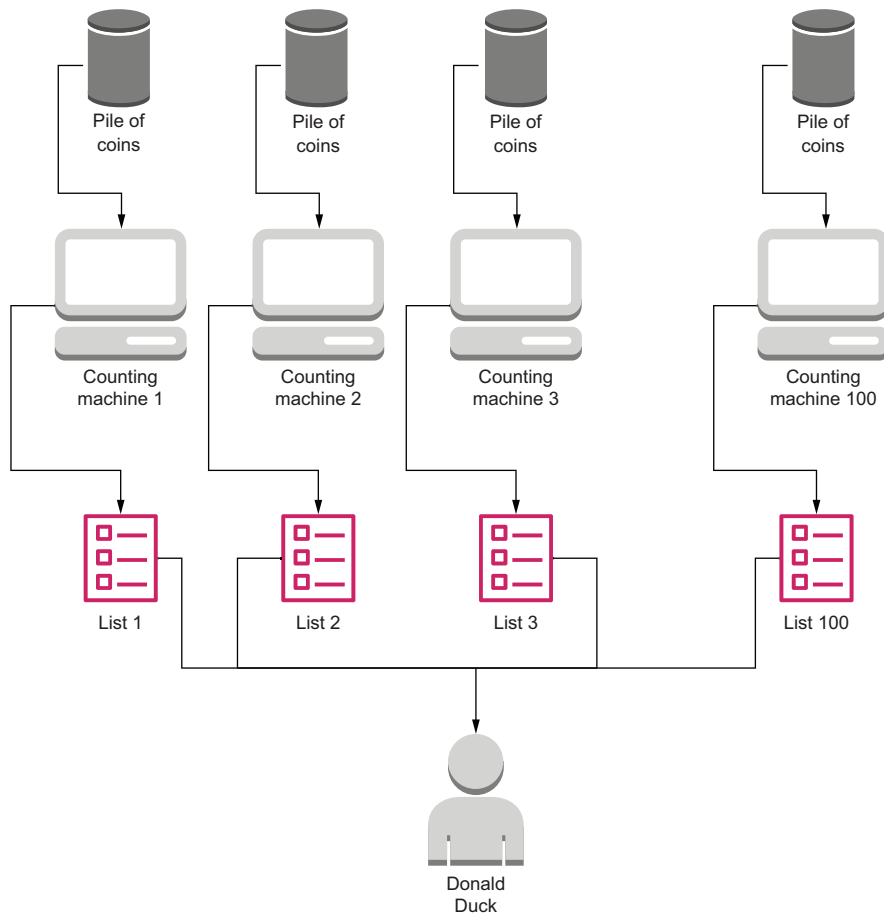 Pile of
coins
Pile of
coins
Pile of
coins
Pile of
coins
Counting
machine 1
Counting
machine 2
Counting
machine 3
Counting
machine 100
List 1
List 2
List 3
List 100
Donald
Duck